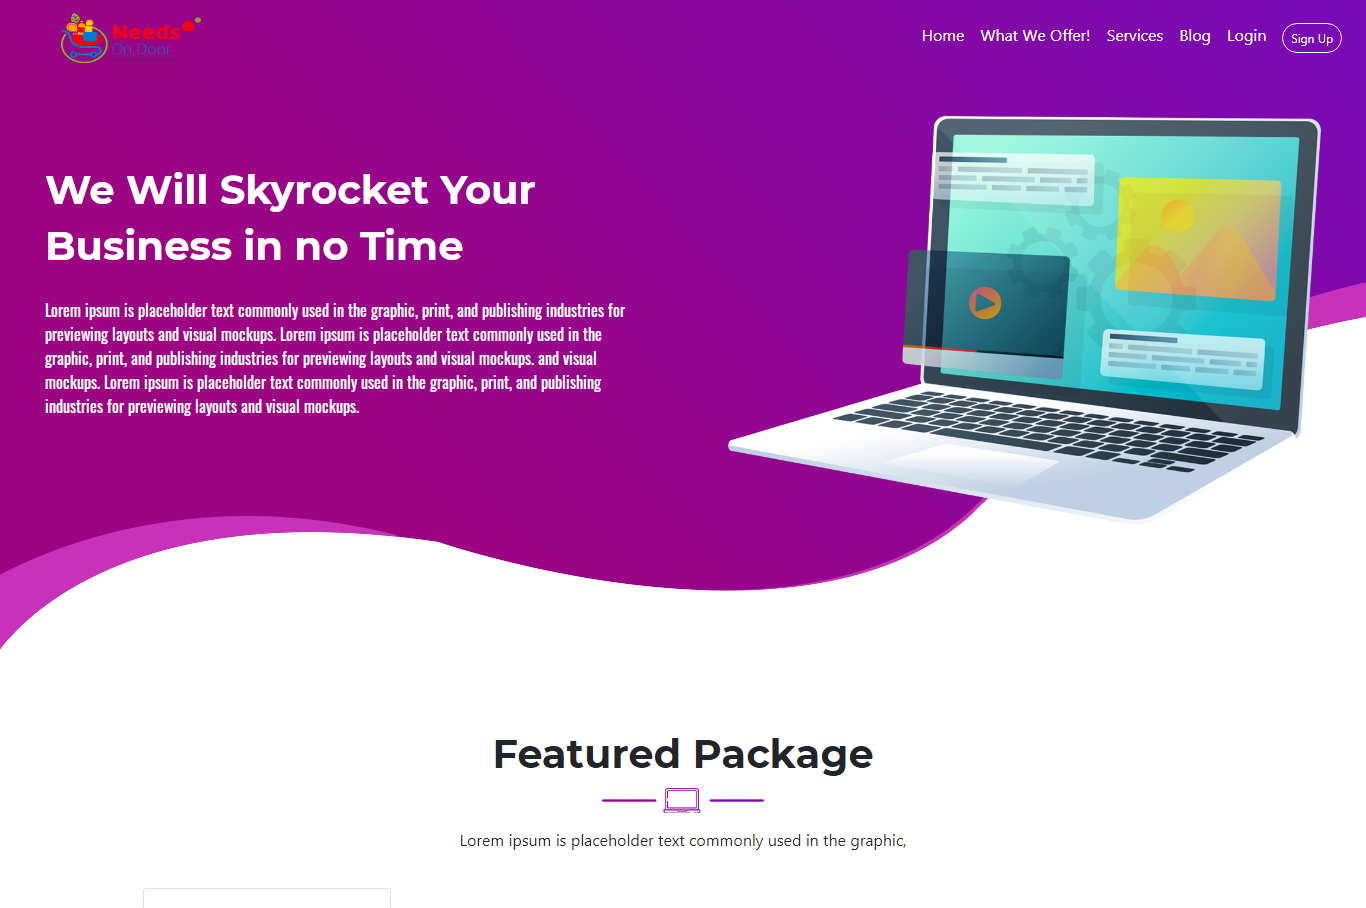 Needs
On Door
Home What We Offer! Services Blog Login Sign Up
We Will Skyrocket Your
Business in no Time
Lorem ipsum is placeholder text commonly used in the graphic, print, and publishing industries for
previewing layouts and visual mockups. Lorem ipsum is placeholder text commonly used in the
graphic, print, and publishing industries for previewing layouts and visual mockups. and visual
mockups. Lorem ipsum is placeholder text commonly used in the graphic, print, and publishing
industries for previewing layouts and visual mockups.
Featured Package
Lorem ipsum is placeholder text commonly used in the graphic,